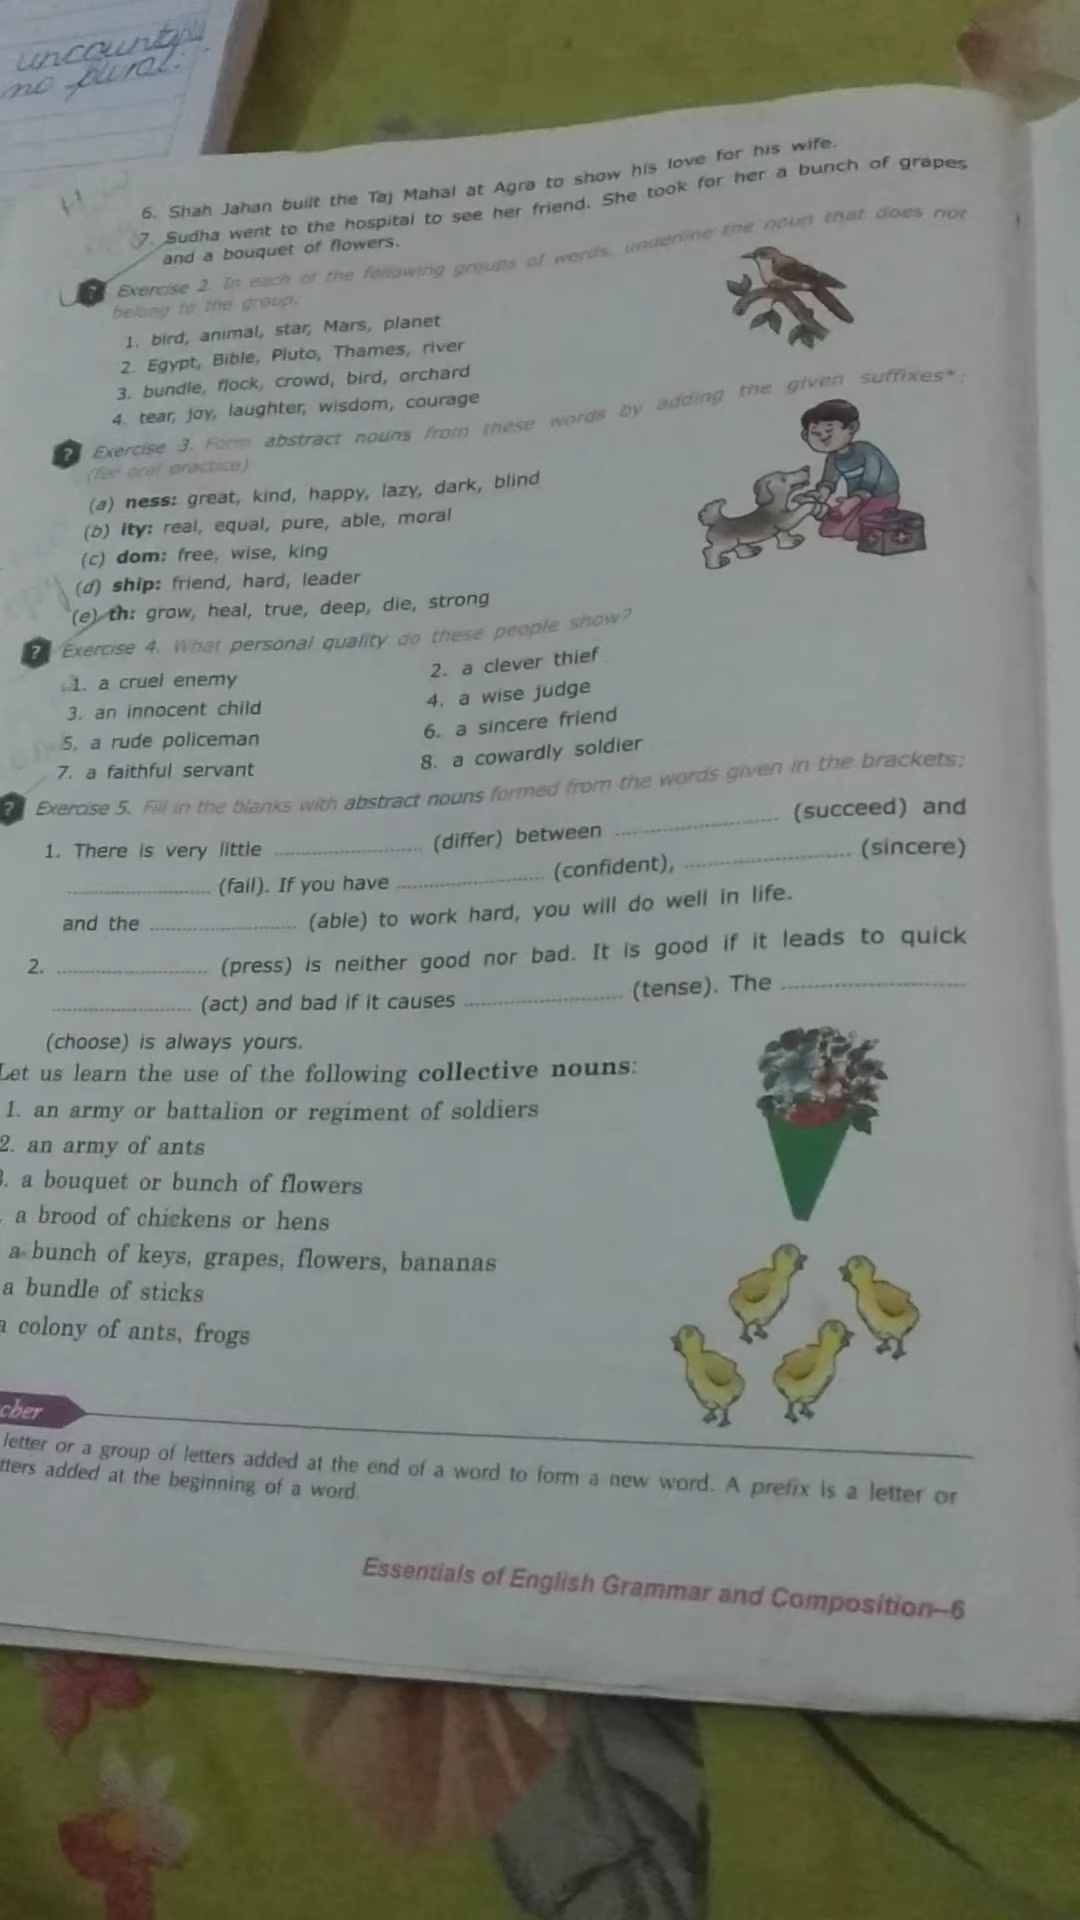 uncountable
no plural.
H.W
6. Shah Jahan built the Taj Mahal at Agra to show his love for his wife.
7. Sudha went to the hospital to see her friend. She took for her a bunch of grapes
and a bouquet of flowers.
? Exercise 2. In each of the following groups of words, underline the noun that does not
belong to the group:
1. bird, animal, star, Mars, planet
2. Egypt, Bible, Pluto, Thames, river
3. bundle, flock, crowd, bird, orchard
4. tear, joy, laughter, wisdom, courage
? Exercise 3. Form abstract nouns from these words by adding the given suffixes*:
(for oral practice)
(a) ness: great, kind, happy, lazy, dark, blind
(b) ity: real, equal, pure, able, moral
(c) dom: free, wise, king
(d) ship: friend, hard, leader
(e) th: grow, heal, true, deep, die, strong
? Exercise 4. What personal quality do these people show?
1. a cruel enemy 2. a clever thief
3. an innocent child 4. a wise judge
5. a rude policeman 6. a sincere friend
7. a faithful servant 8. a cowardly soldier
? Exercise 5. Fill in the blanks with abstract nouns formed from the words given in the brackets:
1. There is very little .................... (differ) between .................... (succeed) and
.................... (fail). If you have .................... (confident), .................... (sincere)
and the .................... (able) to work hard, you will do well in life.
2. .................... (press) is neither good nor bad. It is good if it leads to quick
.................... (act) and bad if it causes .................... (tense). The ....................
(choose) is always yours.
Let us learn the use of the following collective nouns:
1. an army or battalion or regiment of soldiers
2. an army of ants
3. a bouquet or bunch of flowers
. a brood of chickens or hens
a bunch of keys, grapes, flowers, bananas
a bundle of sticks
a colony of ants, frogs
cher
letter or a group of letters added at the end of a word to form a new word. A prefix is a letter or
tters added at the beginning of a word.
Essentials of English Grammar and Composition—6